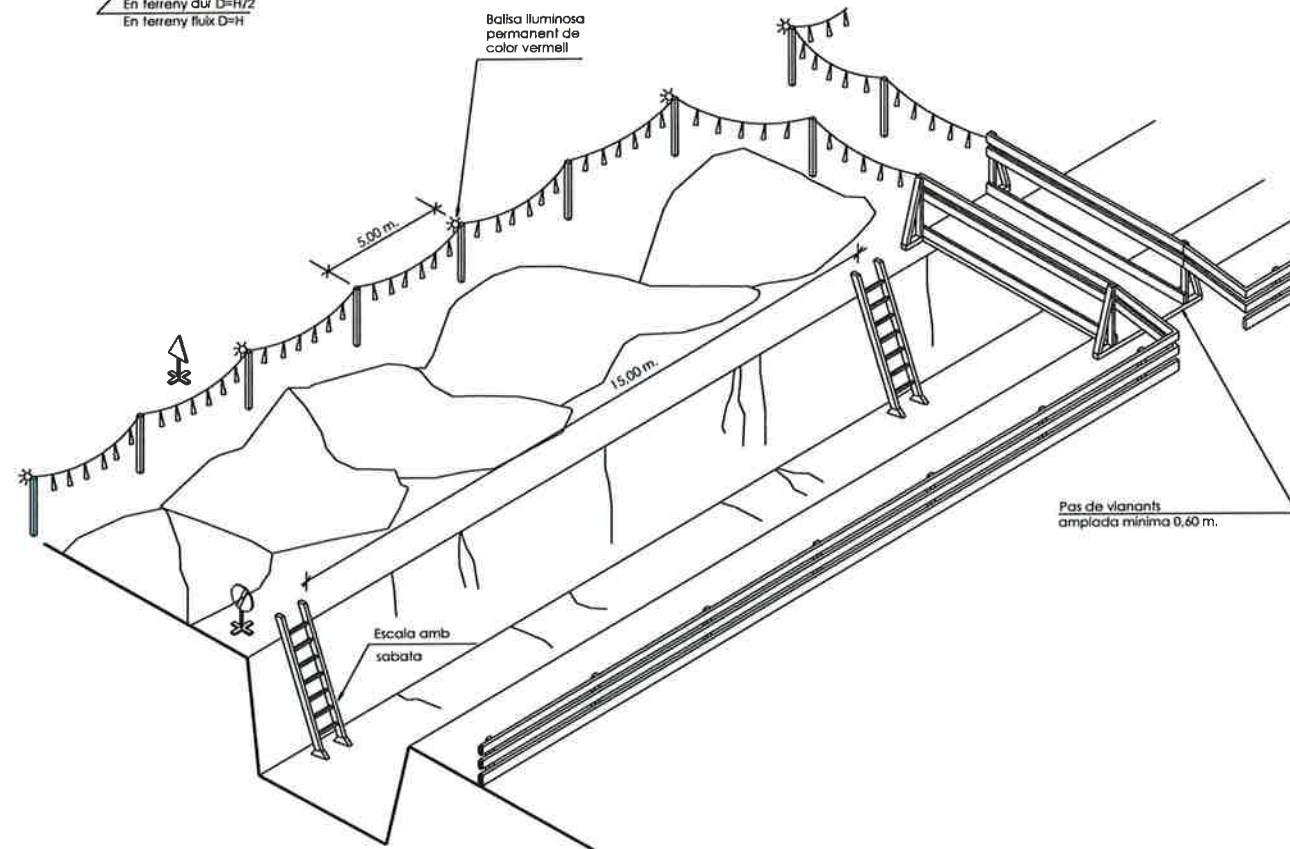 En terreny dur D=H/2
En terreny fluix D=H
Balisa lluminosa
permanent de
color vermell
5,00 m.
15,00 m.
Pas de vianants
amplada mínima 0,60 m.
Escala amb
sabata